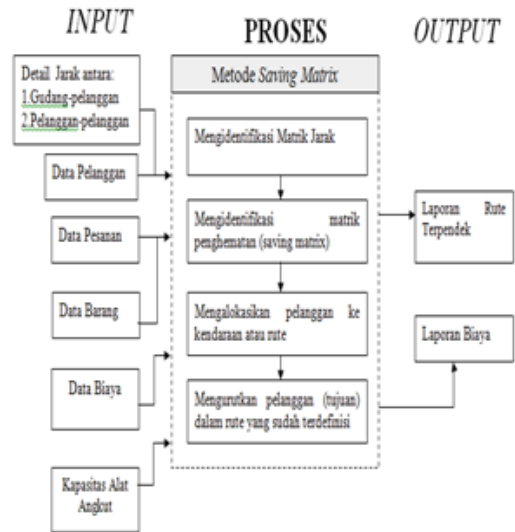 INPUT
PROSES
OUTPUT
Detail Jarak antara:
1.Gudang-pelanggan
2.Pelanggan-pelanggan
Data Pelanggan
Data Pesanan
Data Barang
Data Biaya
Kapasitas Alat
Angkut
Metode Saving Matrix
Mengidentifikasi Matrik Jarak
Mengidentifikasi matrik
penghematan (saving matrix)
Mengalokasikan pelanggan ke
kendaraan atau rute
Mengurutkan pelanggan (tujuan)
dalam rute yang sudah terdefinisi
Laporan Rute
Terpendek
Laporan Biaya